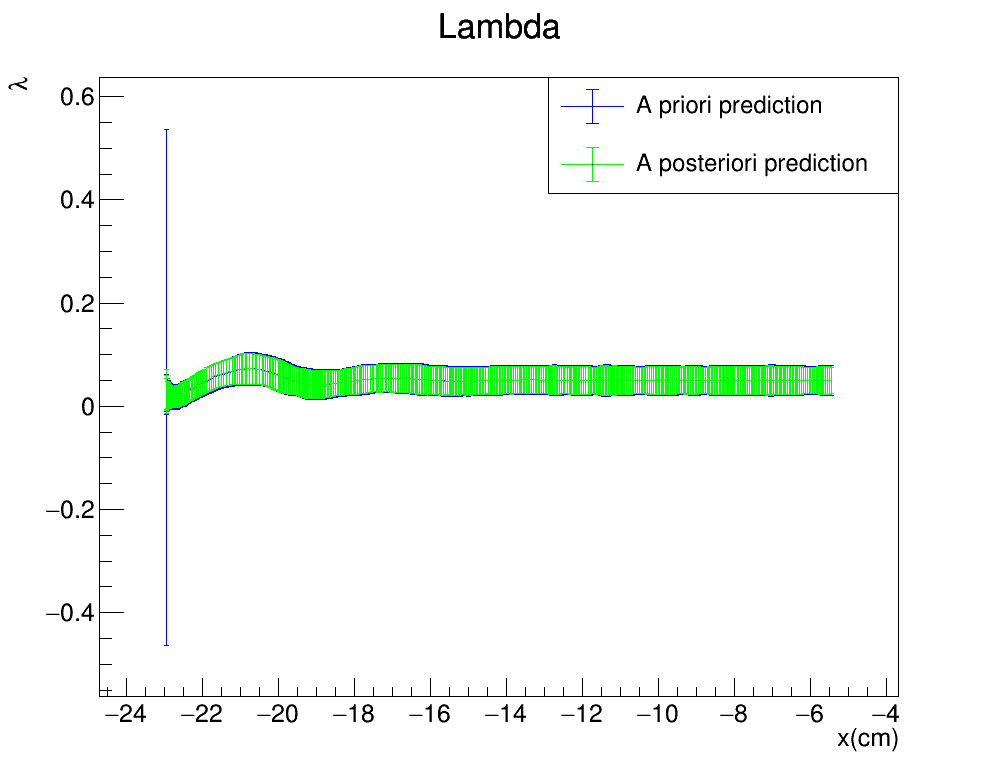 Lambda
λ
A priori prediction
A posteriori prediction
0.6
0.4
0.2
0
−0.2
−0.4
−24 −22 −20 −18 −16 −14 −12 −10 −8 −6 −4
x(cm)